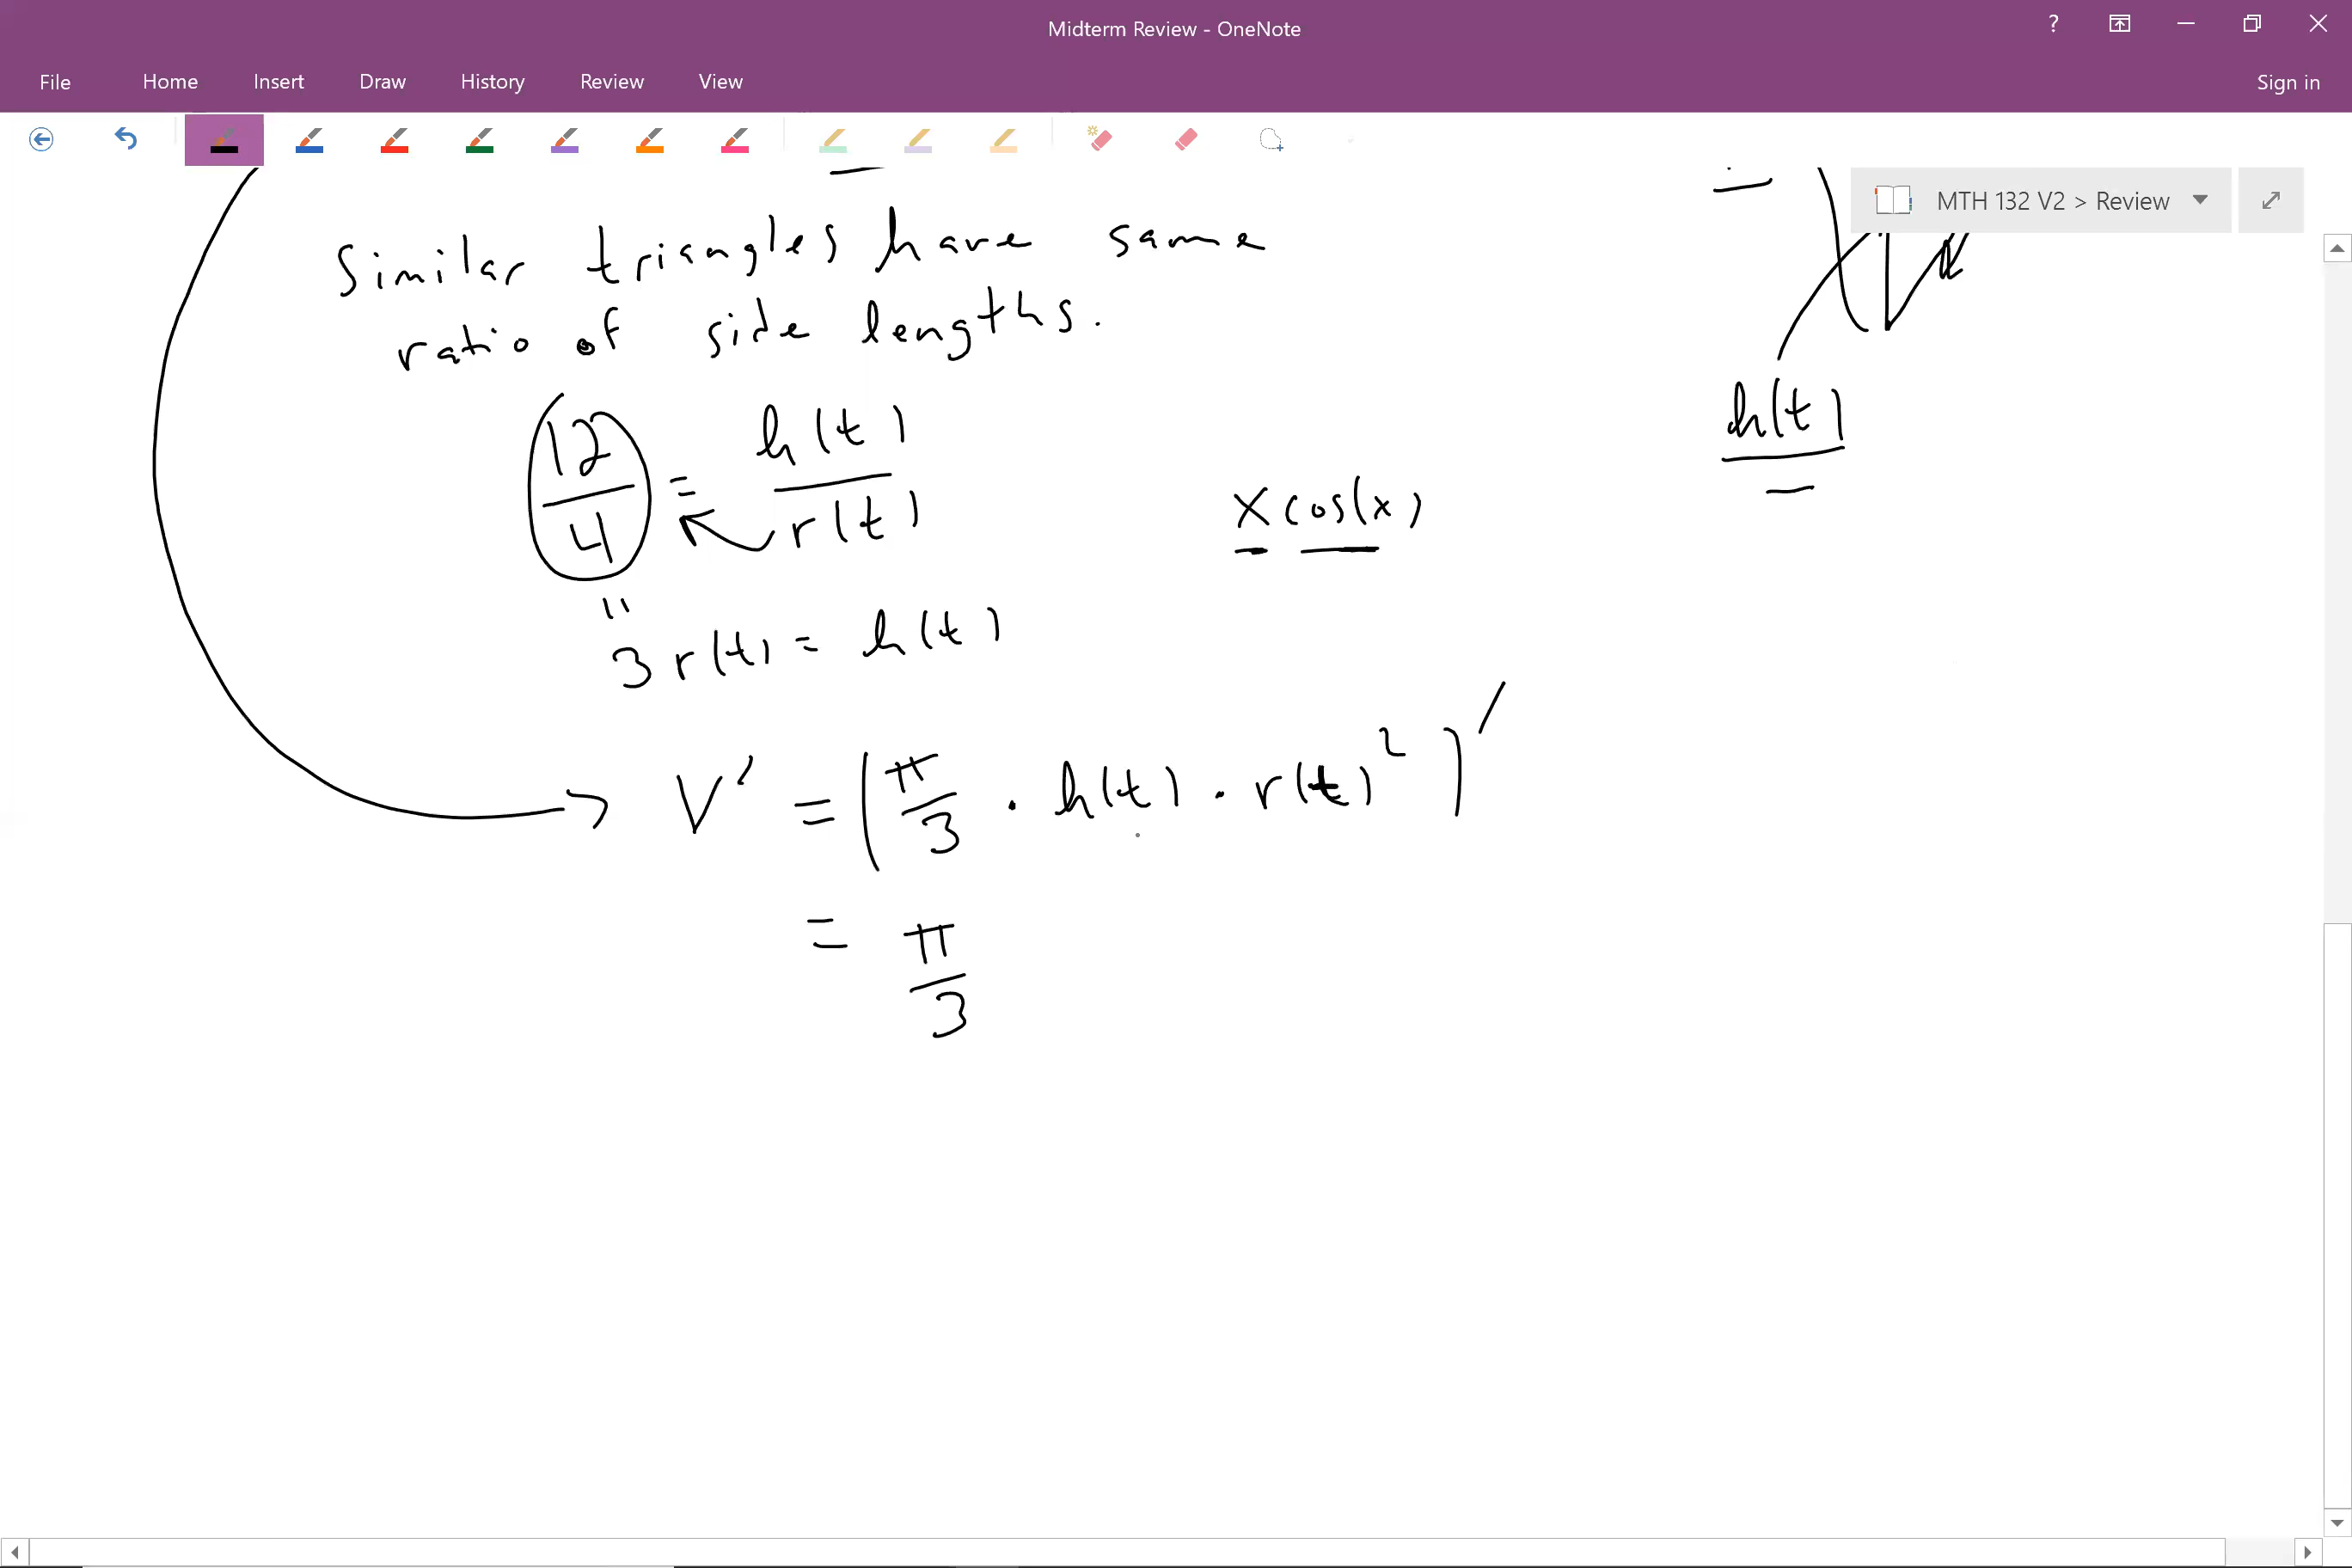 Midterm Review - OneNote
?
File Home Insert Draw History Review View
Sign in
MTH 132 V2 > Review
Similar triangles have same
ratio of side lengths.
12/4 = h(t)/r(t)
h(t)
x cos(x)
"
3 r(t) = h(t)
V' = (π/3 · h(t) · r(t)²)'
= π/3